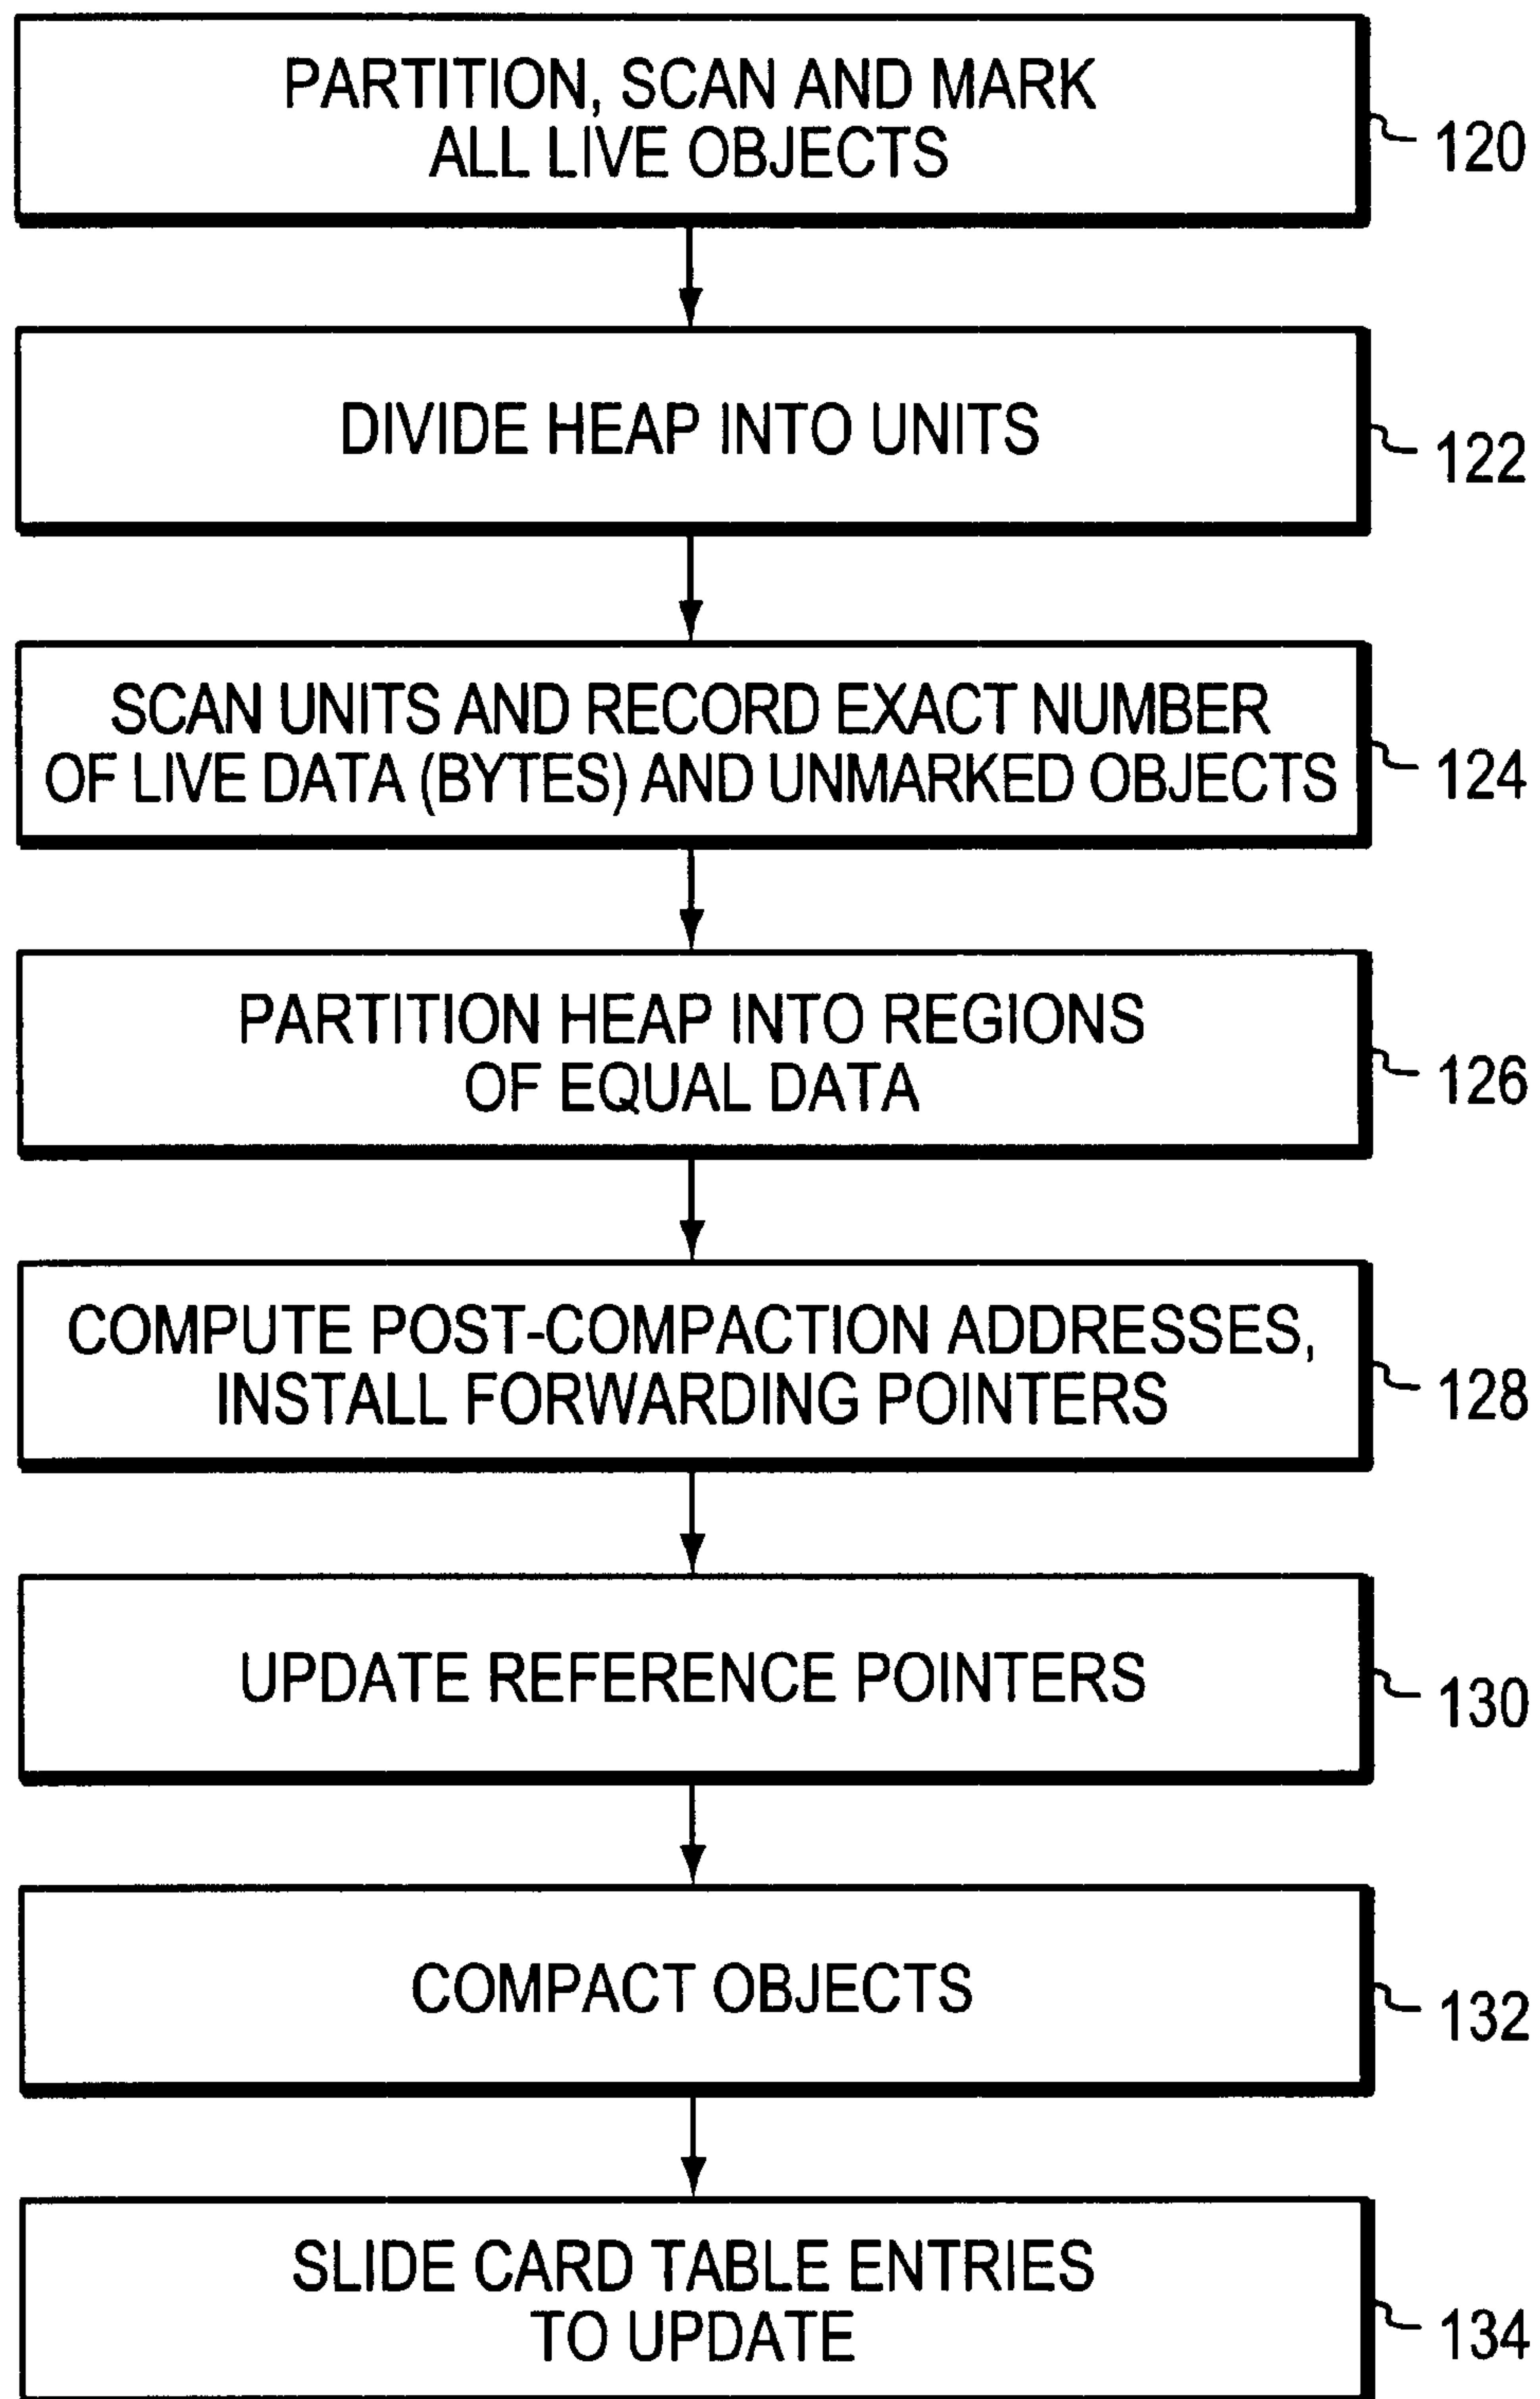 PARTITION, SCAN AND MARK
ALL LIVE OBJECTS
120
DIVIDE HEAP INTO UNITS
122
SCAN UNITS AND RECORD EXACT NUMBER
OF LIVE DATA (BYTES) AND UNMARKED OBJECTS
124
PARTITION HEAP INTO REGIONS
OF EQUAL DATA
126
COMPUTE POST-COMPACTION ADDRESSES,
INSTALL FORWARDING POINTERS
128
UPDATE REFERENCE POINTERS
130
COMPACT OBJECTS
132
SLIDE CARD TABLE ENTRIES
TO UPDATE
134